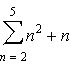 5
∑ n² + n
n = 2